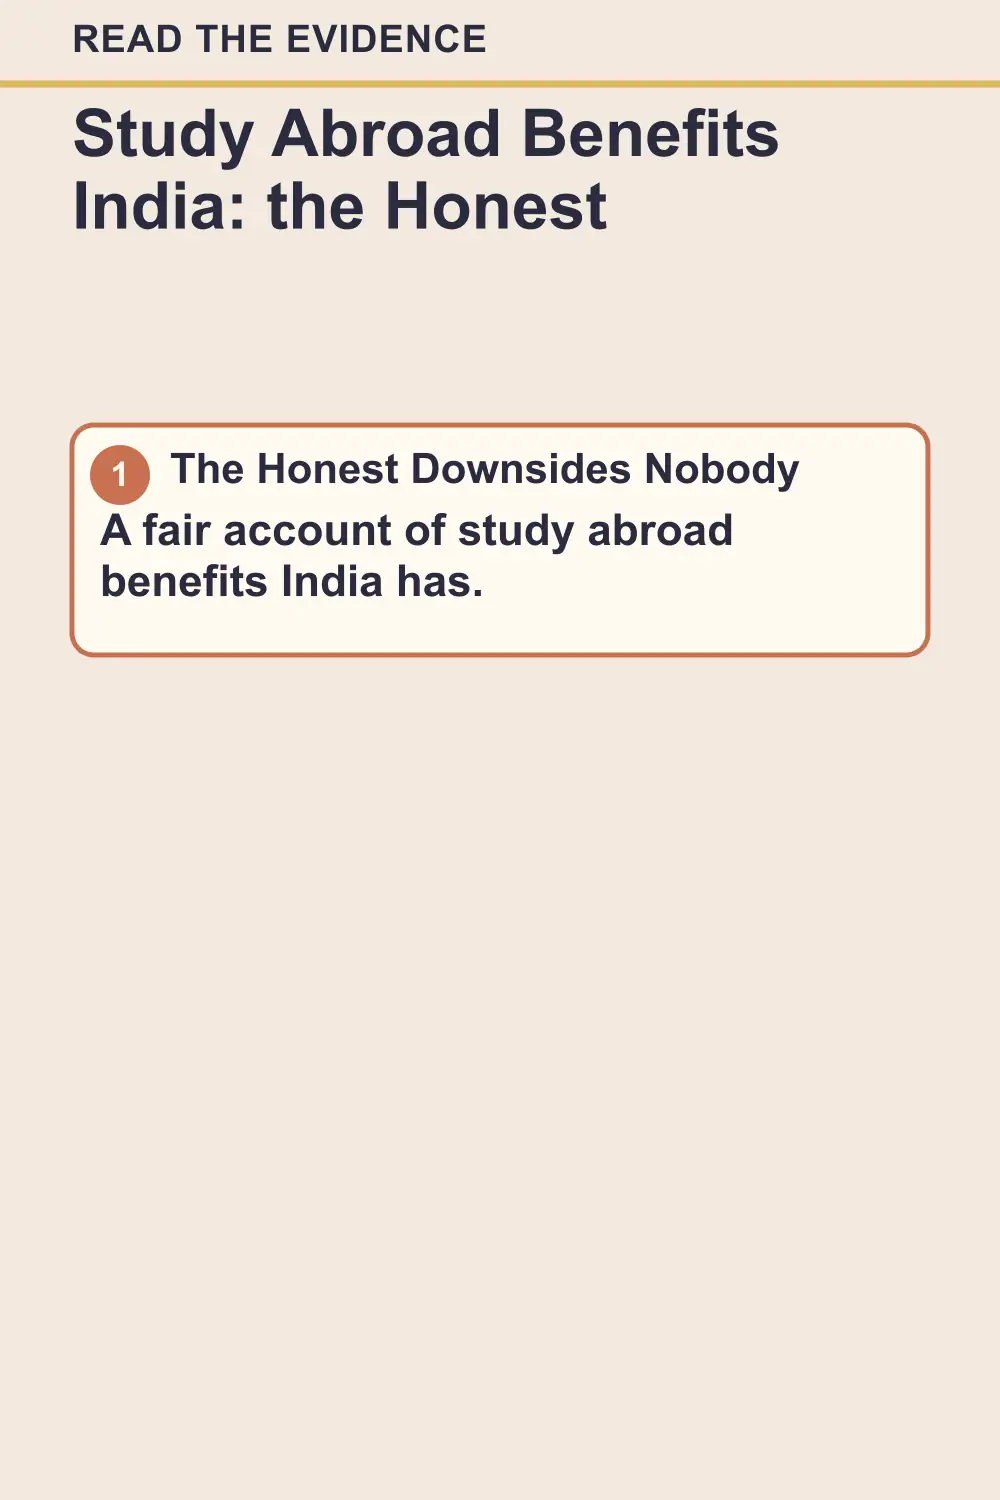 READ THE EVIDENCE
Study Abroad Benefits
India: the Honest
1 The Honest Downsides Nobody
A fair account of study abroad
benefits India has.